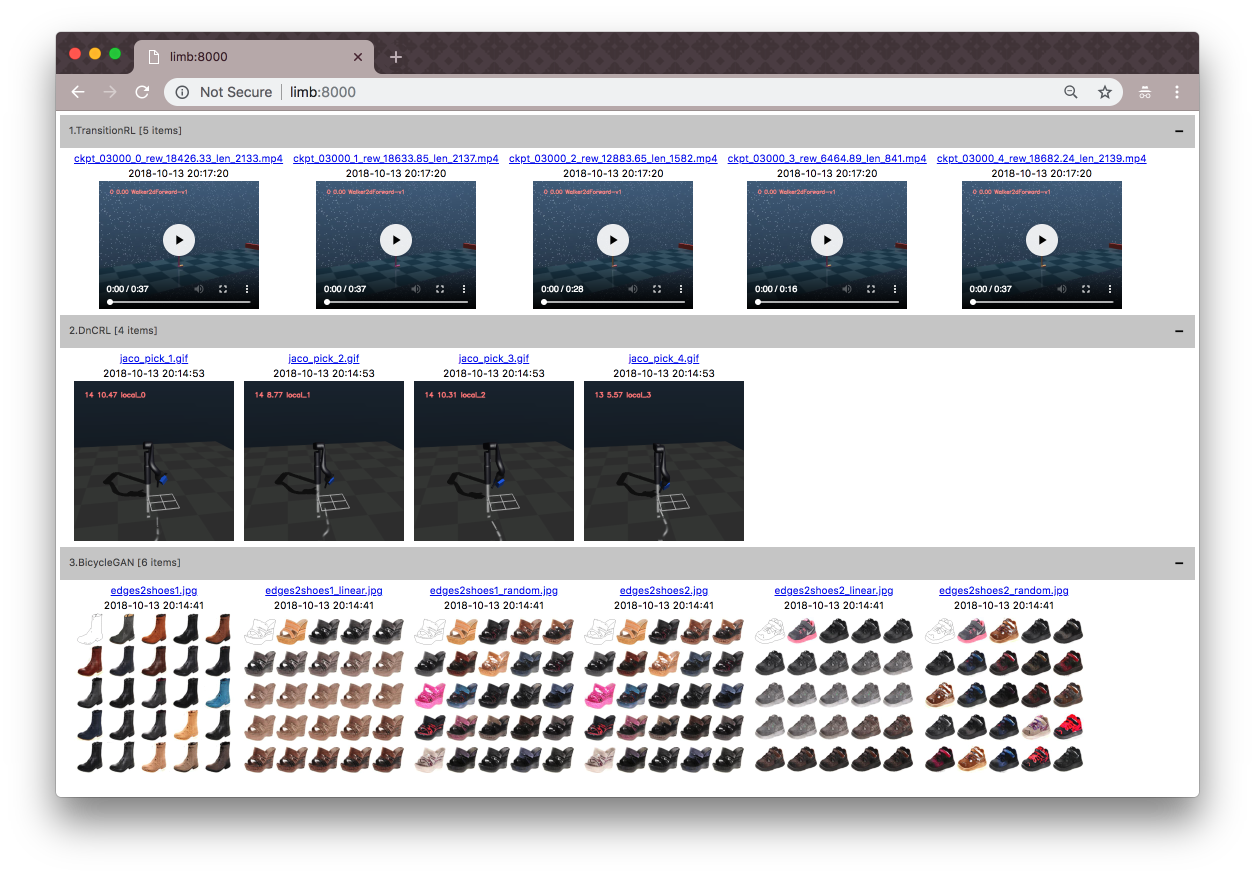 limb:8000
Not Secure limb:8000
1.TransitionRL [5 items]
ckpt_03000_0_rew_18426.33_len_2133.mp4 ckpt_03000_1_rew_18633.85_len_2137.mp4 ckpt_03000_2_rew_12883.65_len_1582.mp4 ckpt_03000_3_rew_6464.89_len_841.mp4 ckpt_03000_4_rew_18682.24_len_2139.mp4
2018-10-13 20:17:20 2018-10-13 20:17:20 2018-10-13 20:17:20 2018-10-13 20:17:20 2018-10-13 20:17:20
0 0.00 Walker2dForward-v1 0 0.00 Walker2dForward-v1 0 0.00 Walker2dForward-v1 0 0.00 Walker2dForward-v1 0 0.00 Walker2dForward-v1
0:00 / 0:37 0:00 / 0:37 0:00 / 0:28 0:00 / 0:16 0:00 / 0:37
2.DnCRL [4 items]
jaco_pick_1.gif jaco_pick_2.gif jaco_pick_3.gif jaco_pick_4.gif
2018-10-13 20:14:53 2018-10-13 20:14:53 2018-10-13 20:14:53 2018-10-13 20:14:53
14 10.47 local_0 14 8.77 local_1 14 10.31 local_2 13 5.57 local_3
3.BicycleGAN [6 items]
edges2shoes1.jpg edges2shoes1_linear.jpg edges2shoes1_random.jpg edges2shoes2.jpg edges2shoes2_linear.jpg edges2shoes2_random.jpg
2018-10-13 20:14:41 2018-10-13 20:14:41 2018-10-13 20:14:41 2018-10-13 20:14:41 2018-10-13 20:14:41 2018-10-13 20:14:41